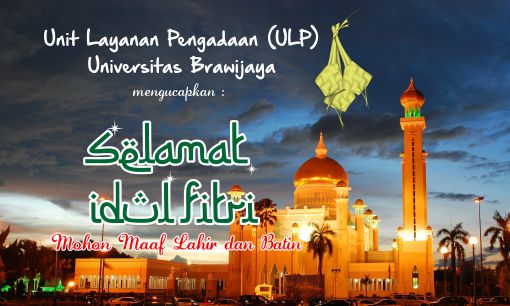 Unit Layanan Pengadaan (ULP)
Universitas Brawijaya
mengucapkan :
Selamat
idul fitri
Mohon Maaf Lahir dan Batin